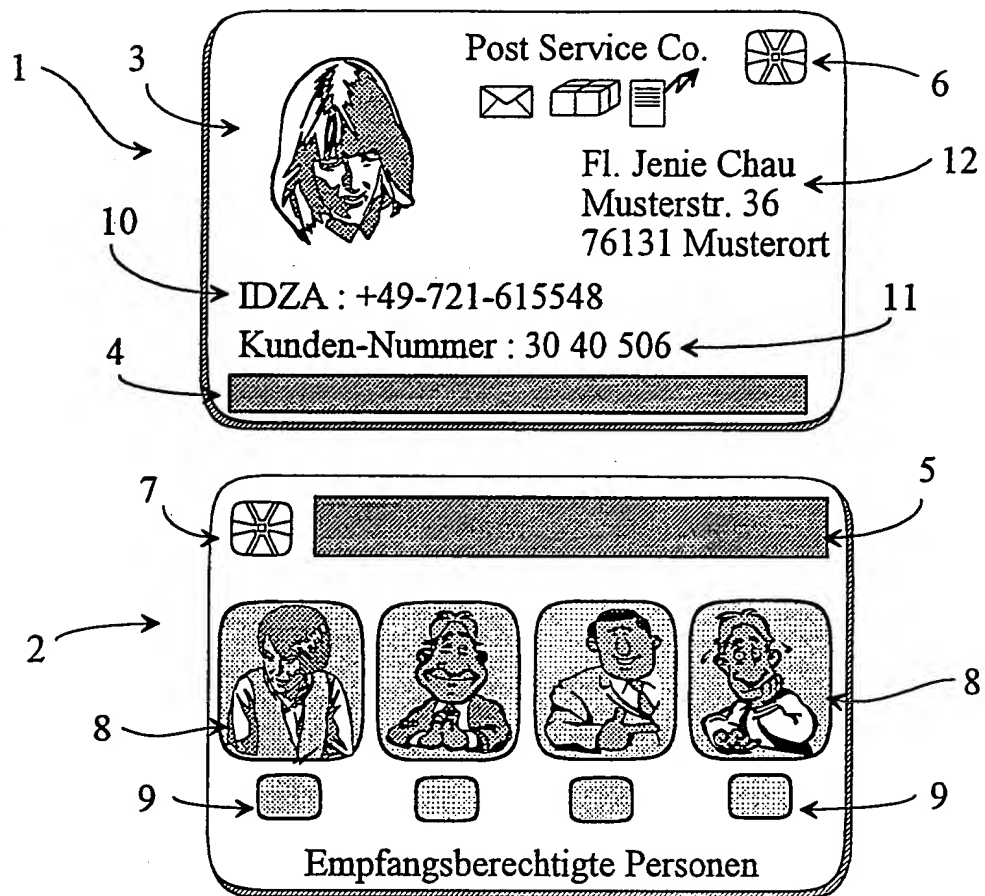 Post Service Co.
1
3
6
Fl. Jenie Chau
12
Musterstr. 36
76131 Musterort
10
IDZA : +49-721-615548
11
Kunden-Nummer : 30 40 506
4
7
5
2
8
8
9
9
Empfangsberechtigte Personen